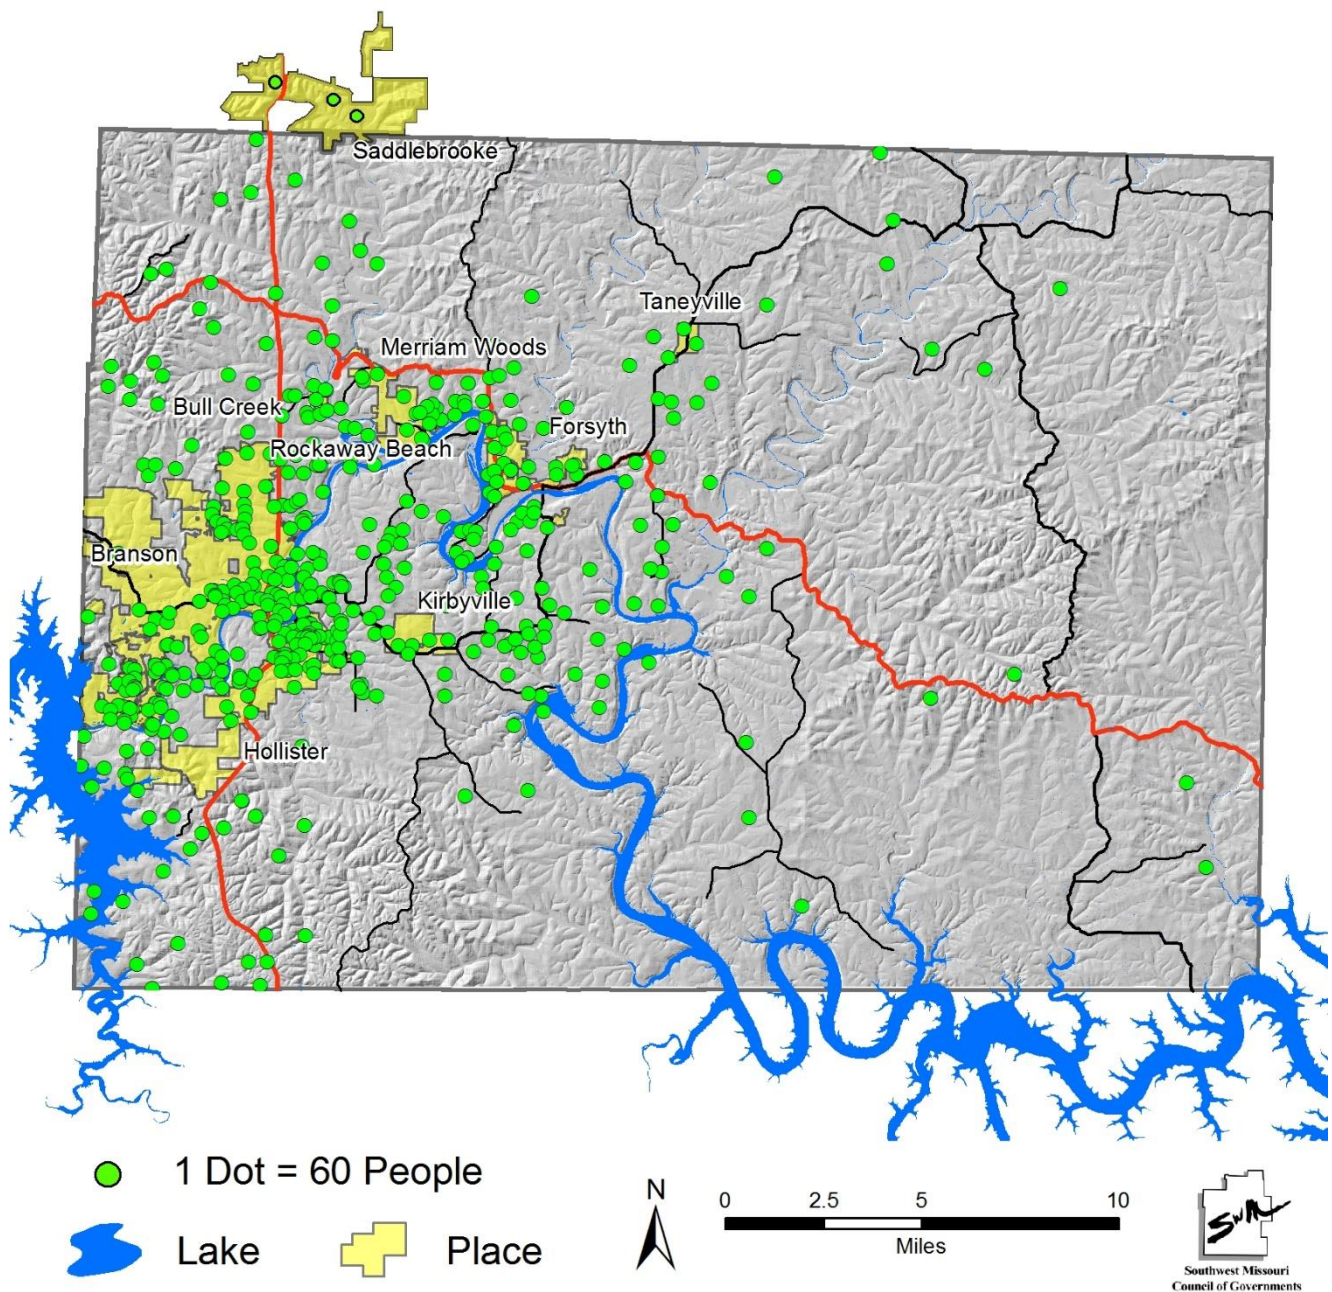 Saddlebrooke
Taneyville
Merriam Woods
Bull Creek
Forsyth
Rockaway Beach
Branson
Kirbyville
Hollister
1 Dot = 60 People
Lake
Place
N
0 2.5 5 10
Miles
SWM
Southwest Missouri
Council of Governments